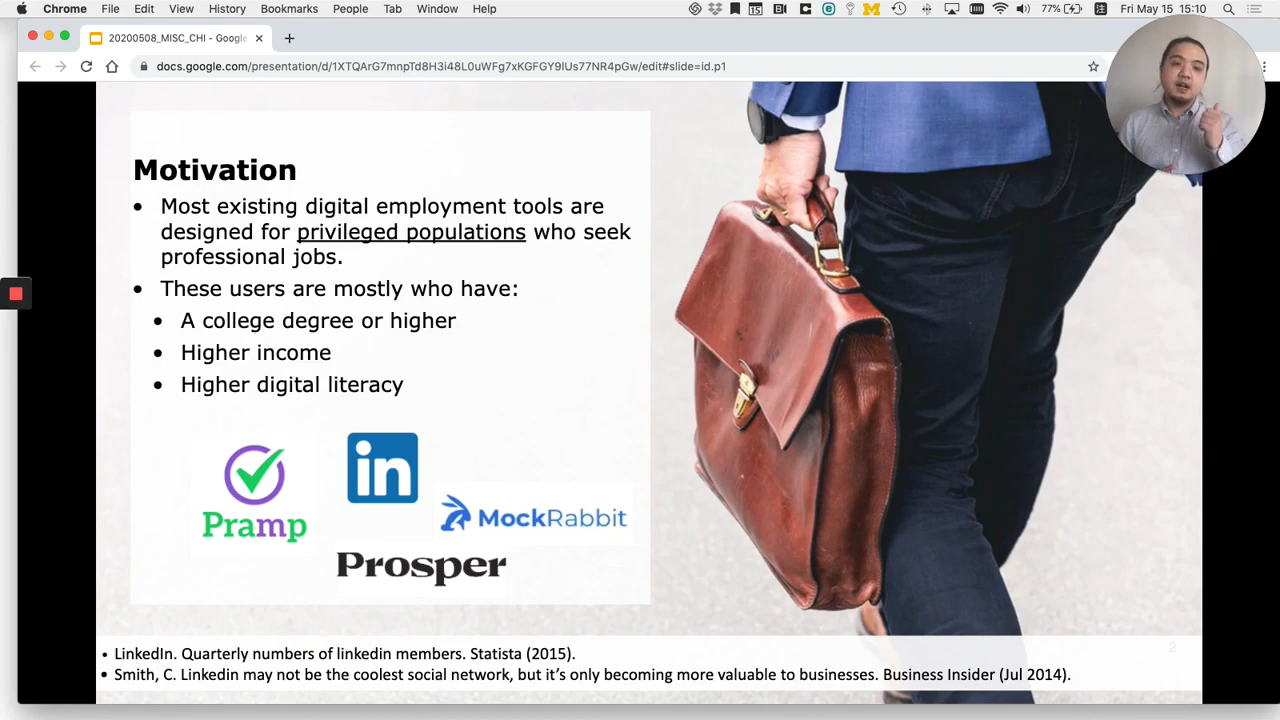 Chrome File Edit View History Bookmarks People Tab Window Help 77% Fri May 15 15:10
20200508_MISC_CHI - Google
docs.google.com/presentation/d/1XTQArG7mnpTd8H3i48L0uWFg7xKGFGY9IUs77NR4pGw/edit#slide=id.p1
Motivation
• Most existing digital employment tools are
designed for privileged populations who seek
professional jobs.
• These users are mostly who have:
• A college degree or higher
• Higher income
• Higher digital literacy
in
Pramp
MockRabbit
Prosper
2
• LinkedIn. Quarterly numbers of linkedin members. Statista (2015).
• Smith, C. Linkedin may not be the coolest social network, but it’s only becoming more valuable to businesses. Business Insider (Jul 2014).